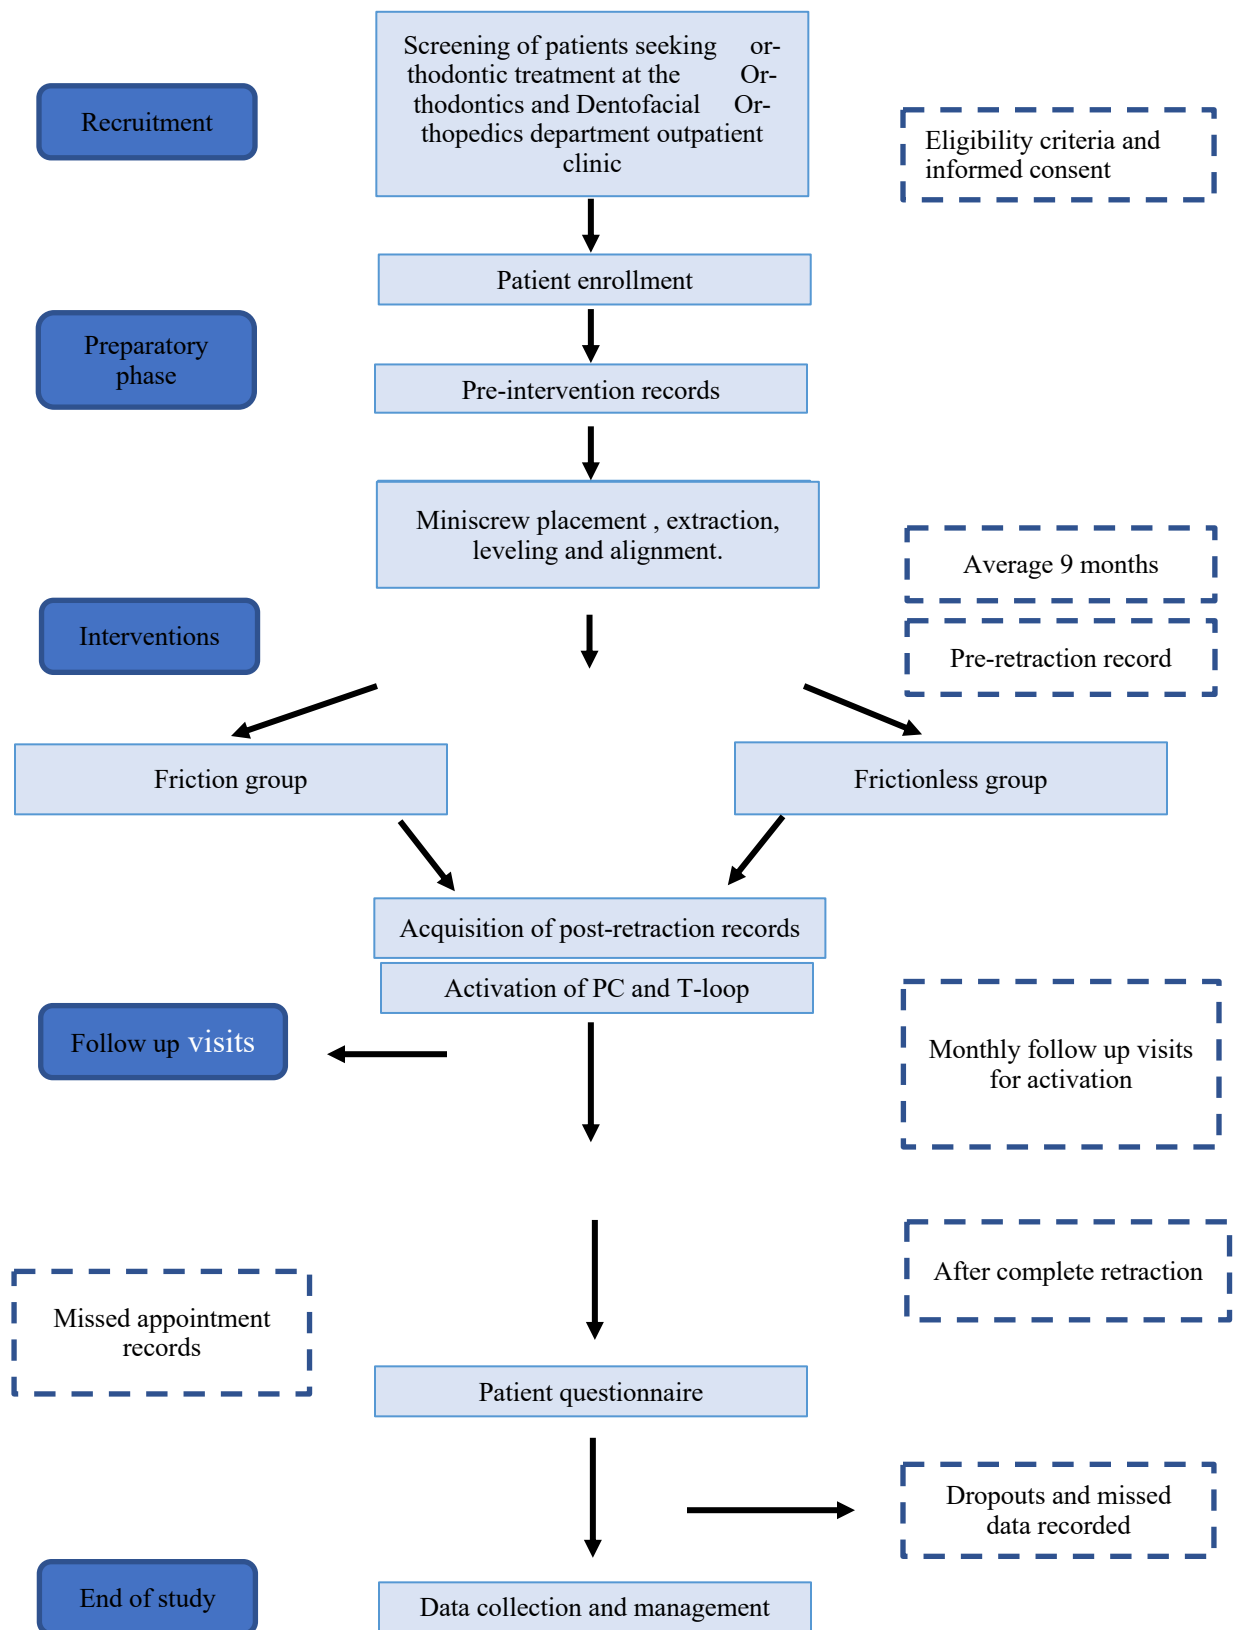 Screening of patients seeking or-
thodontic treatment at the Or-
thodontics and Dentofacial Or-
thopedics department outpatient
clinic
Recruitment
Eligibility criteria and
informed consent
Patient enrollment
Preparatory
phase
Pre-intervention records
Miniscrew placement , extraction,
leveling and alignment.
Average 9 months
Interventions
Pre-retraction record
Friction group
Frictionless group
Acquisition of post-retraction records
Activation of PC and T-loop
Follow up visits
Monthly follow up visits
for activation
After complete retraction
Missed appointment
records
Patient questionnaire
Dropouts and missed
data recorded
End of study
Data collection and management